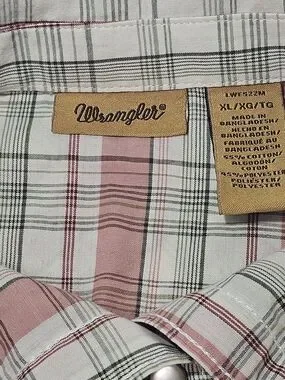 Wrangler®
LWF522M
XL/XG/TG
MADE IN
BANGLADESH/
HECHO EN
BANGLADESH/
FABRIQUÉ AU
BANGLADESH
55% COTTON/
ALGODÓN/
COTON
45% POLYESTER/
POLIÉSTER/
POLYESTER